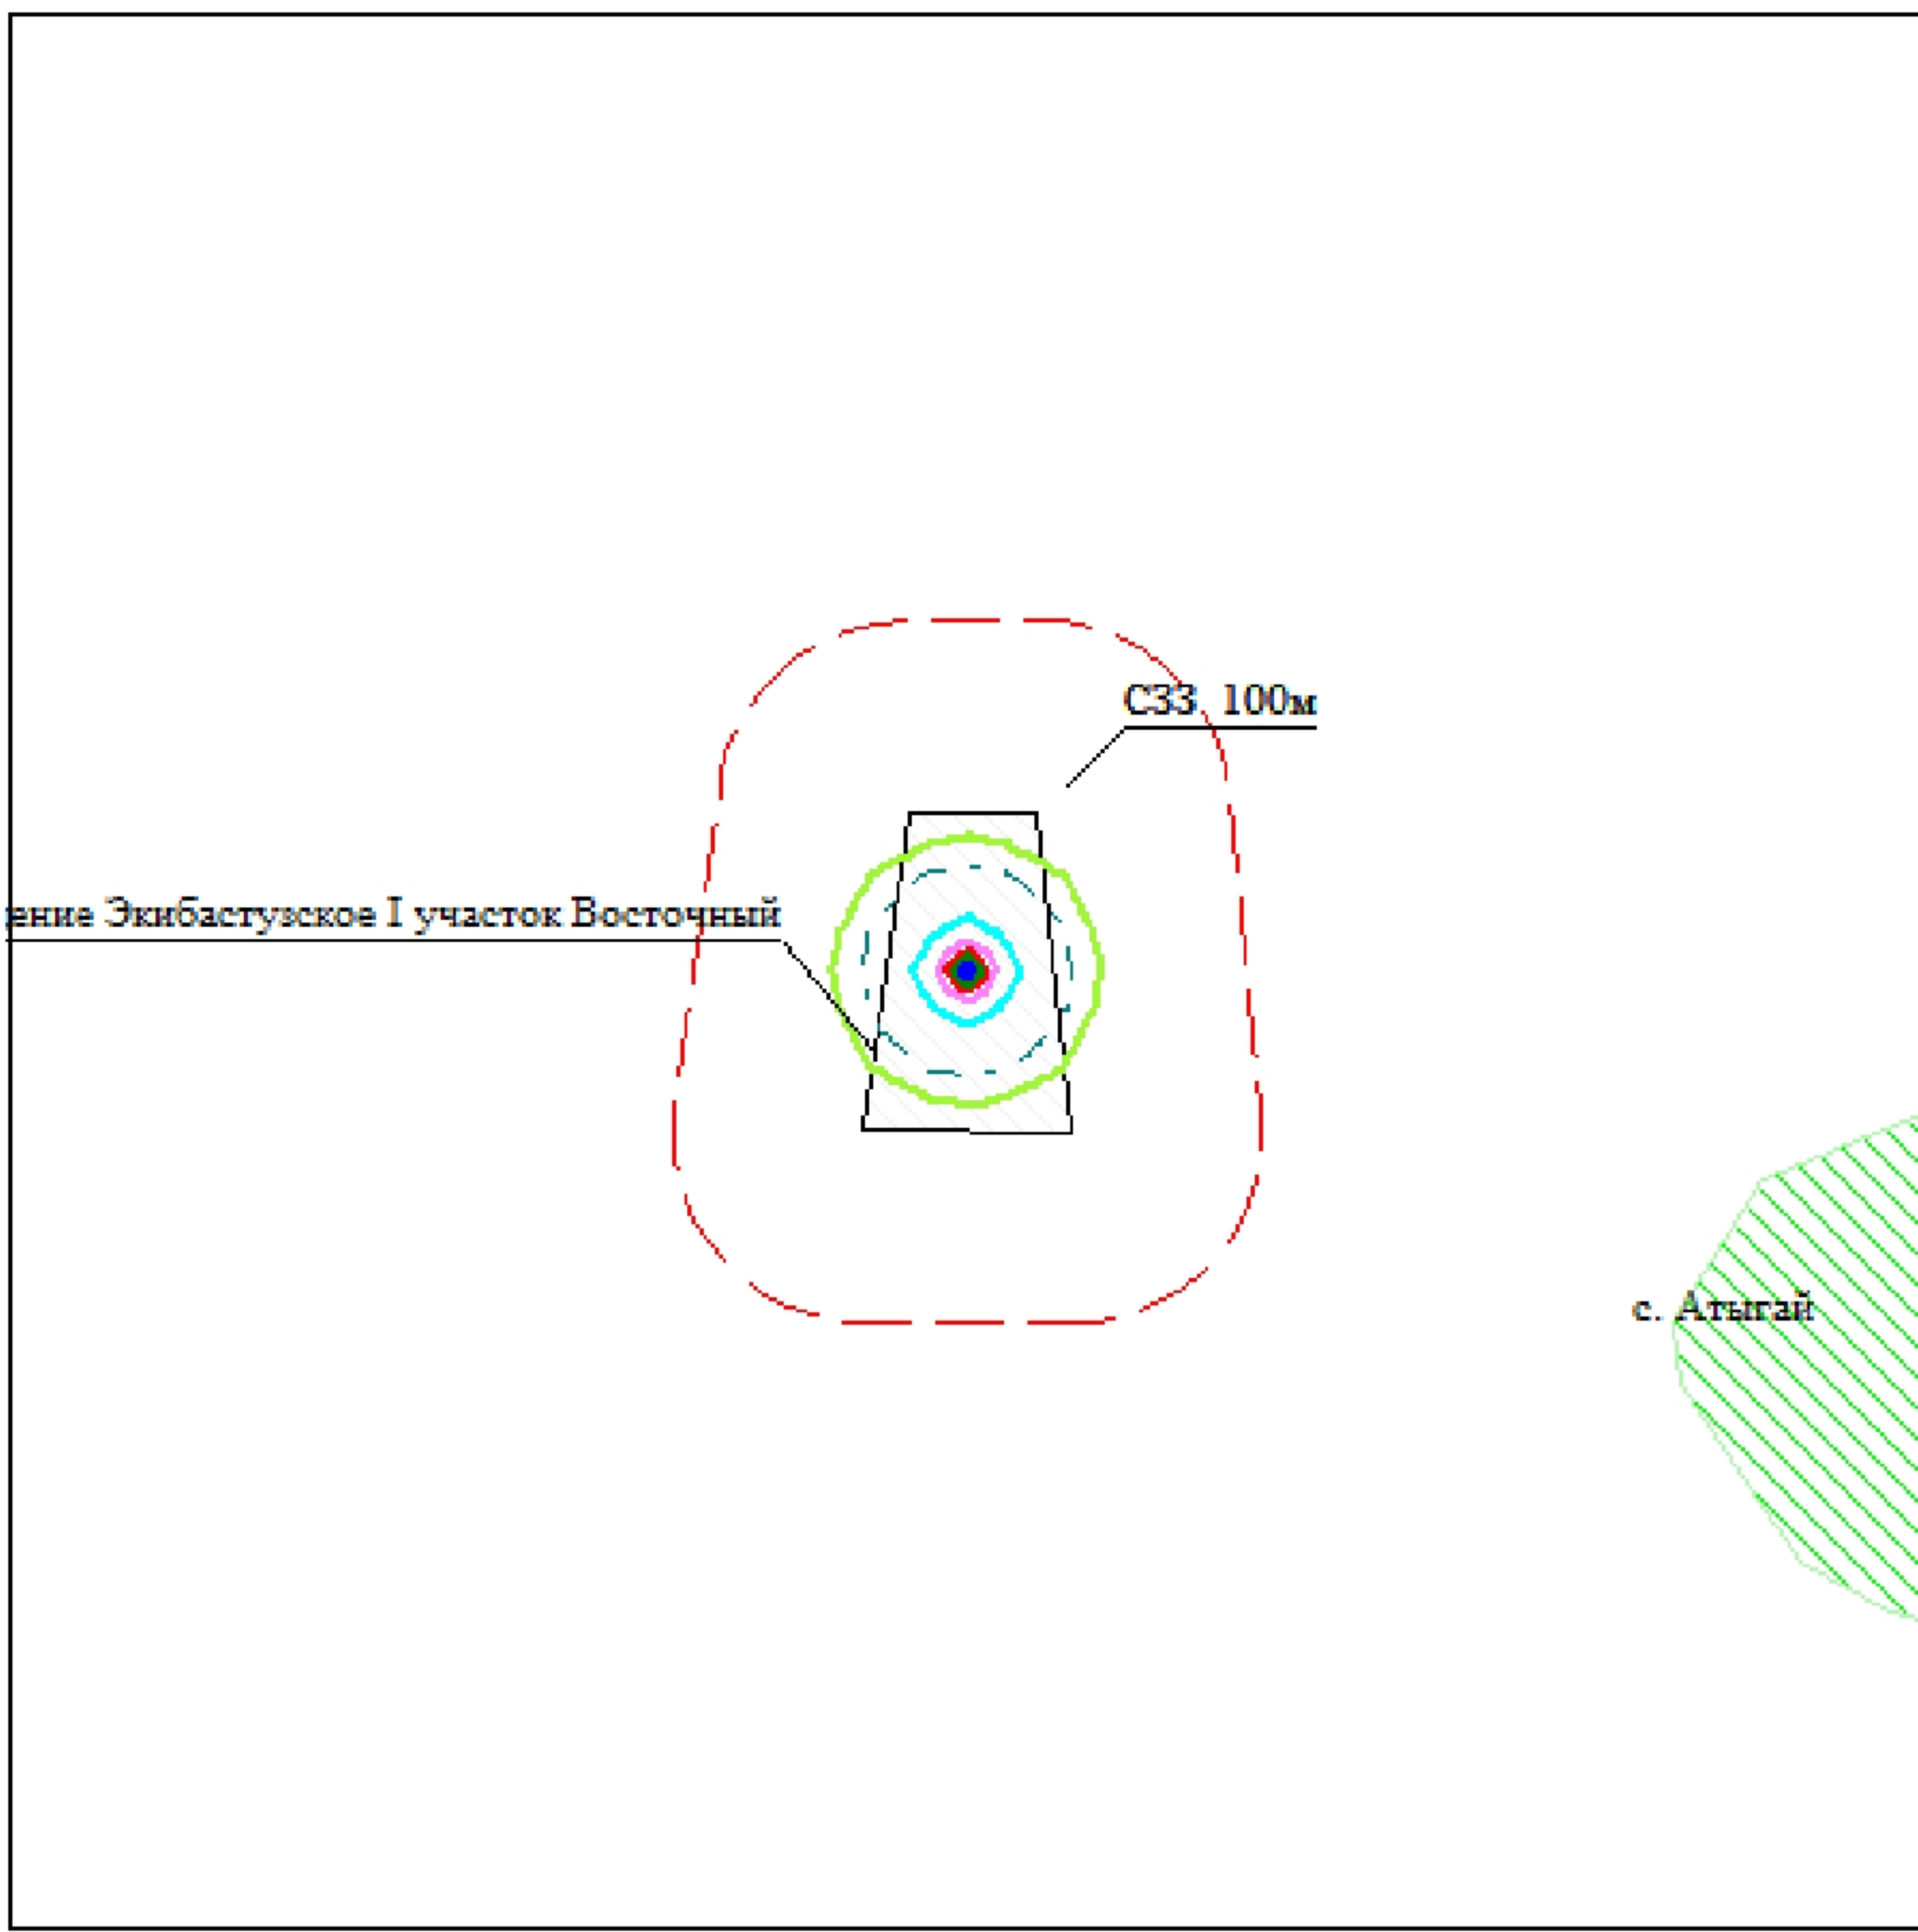 СЗЗ, 100м
ение Экибастузское I участок Восточный
с. Атыгай